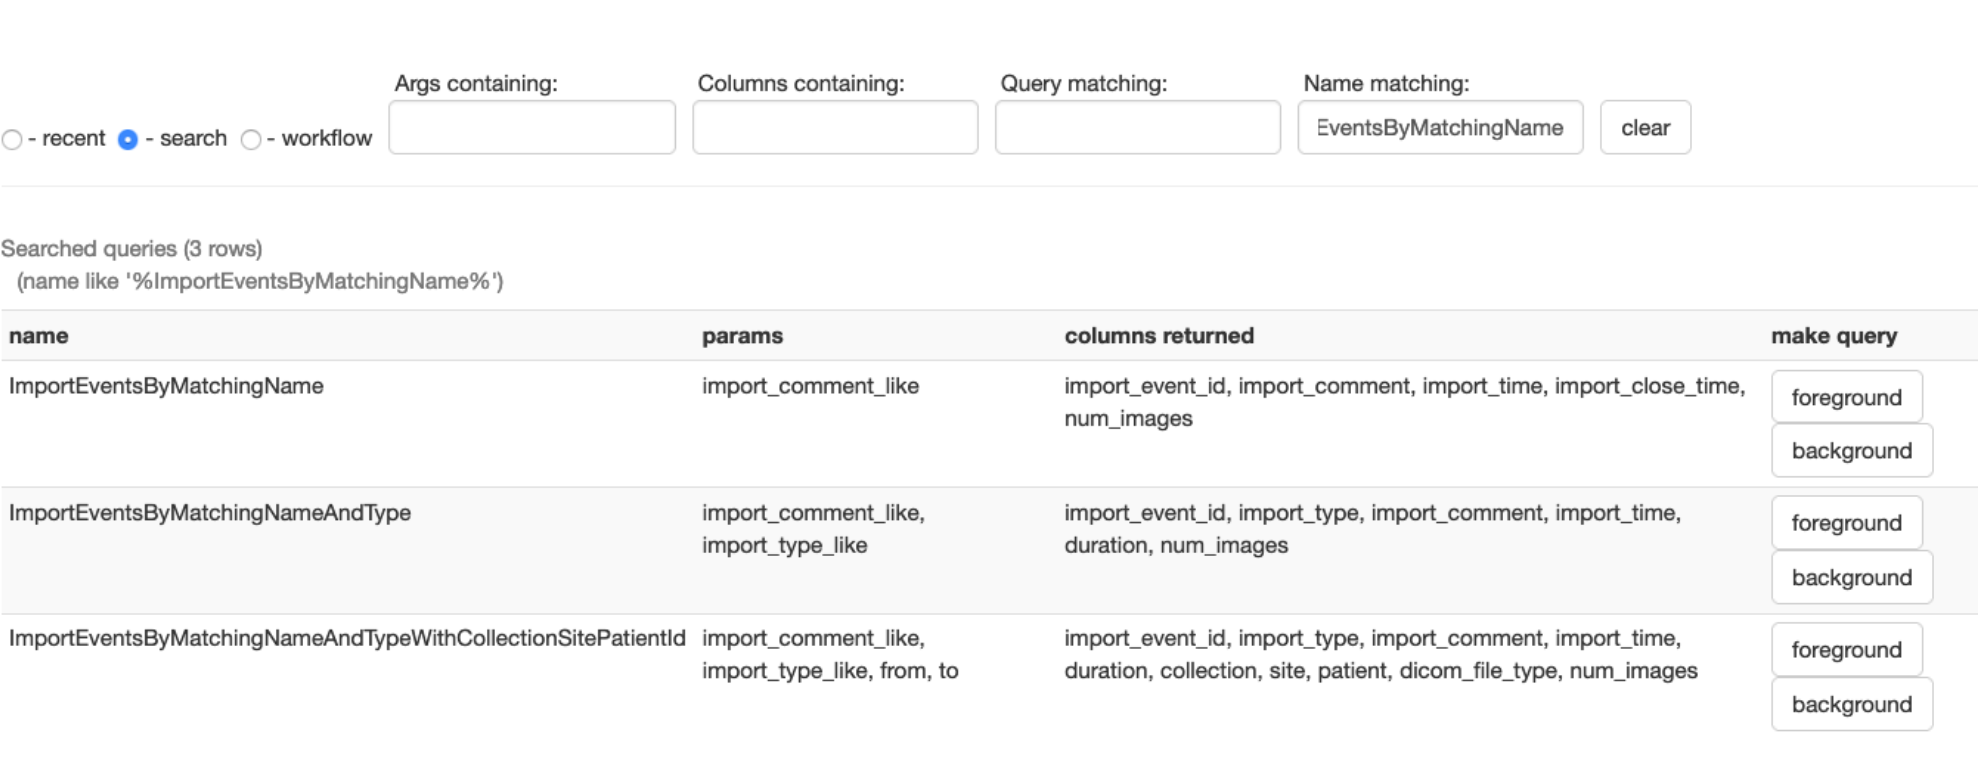 Args containing: Columns containing: Query matching: Name matching:
- recent - search - workflow EventsByMatchingName clear
Searched queries (3 rows)
(name like '%ImportEventsByMatchingName%')
name params columns returned make query
ImportEventsByMatchingName import_comment_like import_event_id, import_comment, import_time, import_close_time, foreground
num_images
background
ImportEventsByMatchingNameAndType import_comment_like, import_event_id, import_type, import_comment, import_time, foreground
import_type_like duration, num_images
background
ImportEventsByMatchingNameAndTypeWithCollectionSitePatientId import_comment_like, import_event_id, import_type, import_comment, import_time, foreground
import_type_like, from, to duration, collection, site, patient, dicom_file_type, num_images
background